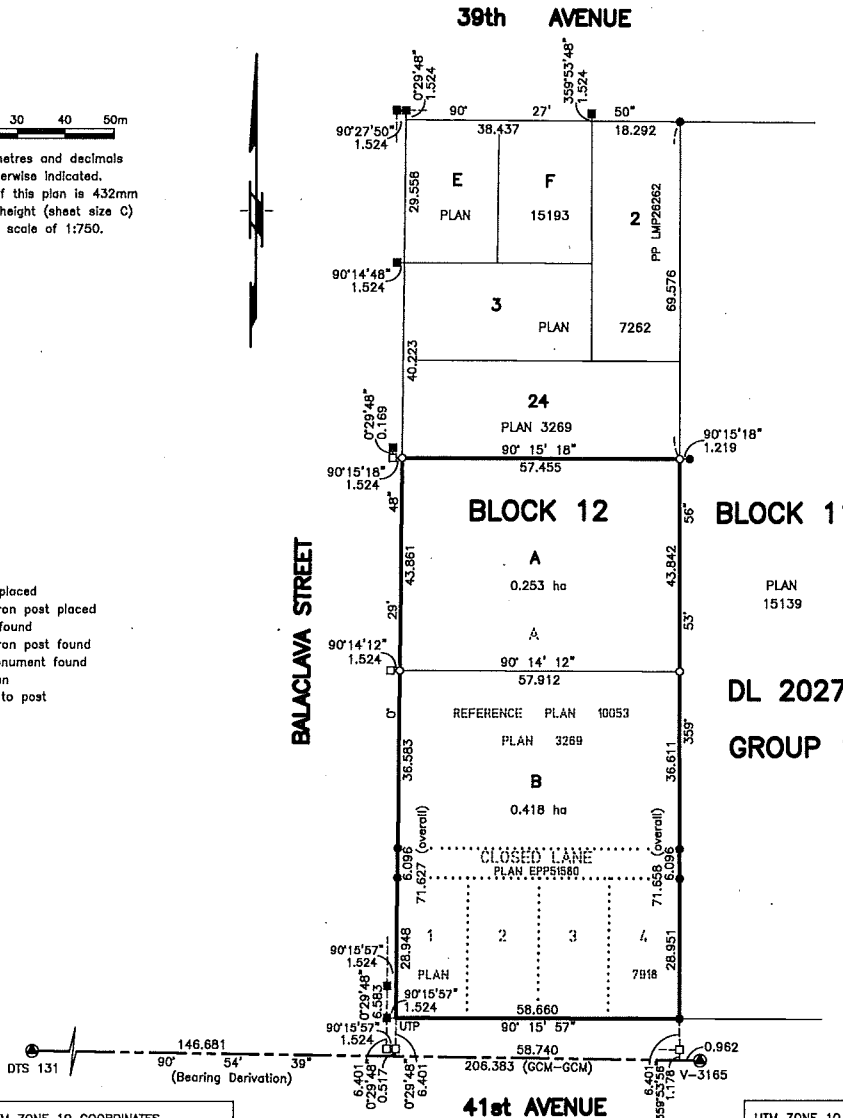 39th AVENUE
30 40 50m
etres and decimals
erwise indicated.
f this plan is 432mm
height (sheet size C)
scale of 1:750.
0°29'48"
1.524
359°53'48"
1.524
90° 27' 50"
38.437
18.292
90°27'50"
1.524
29.558
E
F
PLAN
15193
2
PP LMP26262
69.576
90°14'48"
1.524
3
PLAN
7262
40.223
24
PLAN 3269
0°29'48"
0.169
90°15'18"
1.524
90° 15' 18"
57.455
90°15'18"
1.219
BLOCK 12
BLOCK 11
48"
56"
43.861
43.842
A
0.253 ha
A
PLAN
15139
29'
53'
BALACLAVA STREET
placed
ron post placed
found
ron post found
onument found
an
to post
90°14'12"
1.524
90° 14' 12"
57.912
0°
359°
REFERENCE PLAN 10053
PLAN 3269
DL 2027
GROUP
36.583
36.611
B
0.418 ha
6.096
71.627 (overall)
71.658 (overall)
6.096
CLOSED LANE
PLAN EPP51580
28.948
28.951
1
2
3
4
PLAN
7918
90°15'57"
1.524
0°29'48"
6.583
90°15'57"
1.524
90°15'57"
1.524
UTP
58.660
90° 15' 57"
DTS 131
146.681
90° 54' 39"
(Bearing Derivation)
6.401
0°29'48"
0.517
0°29'48"
6.401
58.740
206.383 (GCM-GCM)
6.401
359°53'56"
1.178
0.962
V-3165
41st AVENUE
M ZONE 10 COORDINATES
UTM ZONE 10